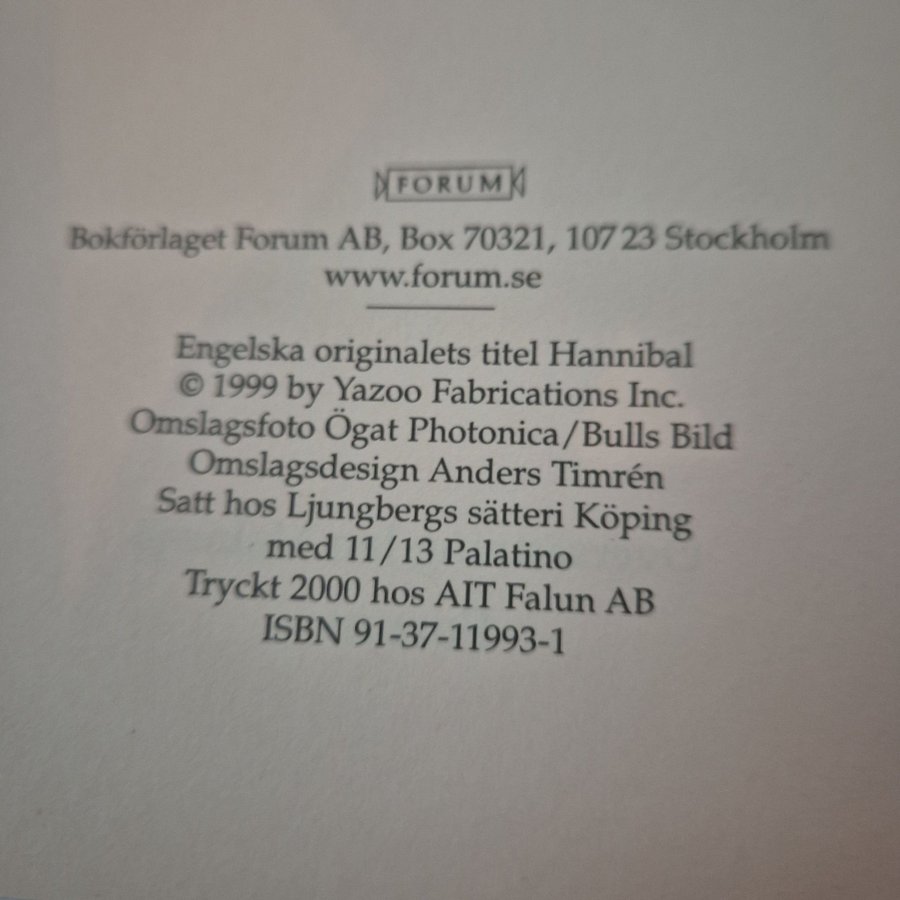 FORUM
Bokförlaget Forum AB, Box 70321, 107 23 Stockholm
www.forum.se
Engelska originalets titel Hannibal
© 1999 by Yazoo Fabrications Inc.
Omslagsfoto Ögat Photonica/Bulls Bild
Omslagsdesign Anders Timrén
Satt hos Ljungbergs sätteri Köping
med 11/13 Palatino
Tryckt 2000 hos AIT Falun AB
ISBN 91-37-11993-1